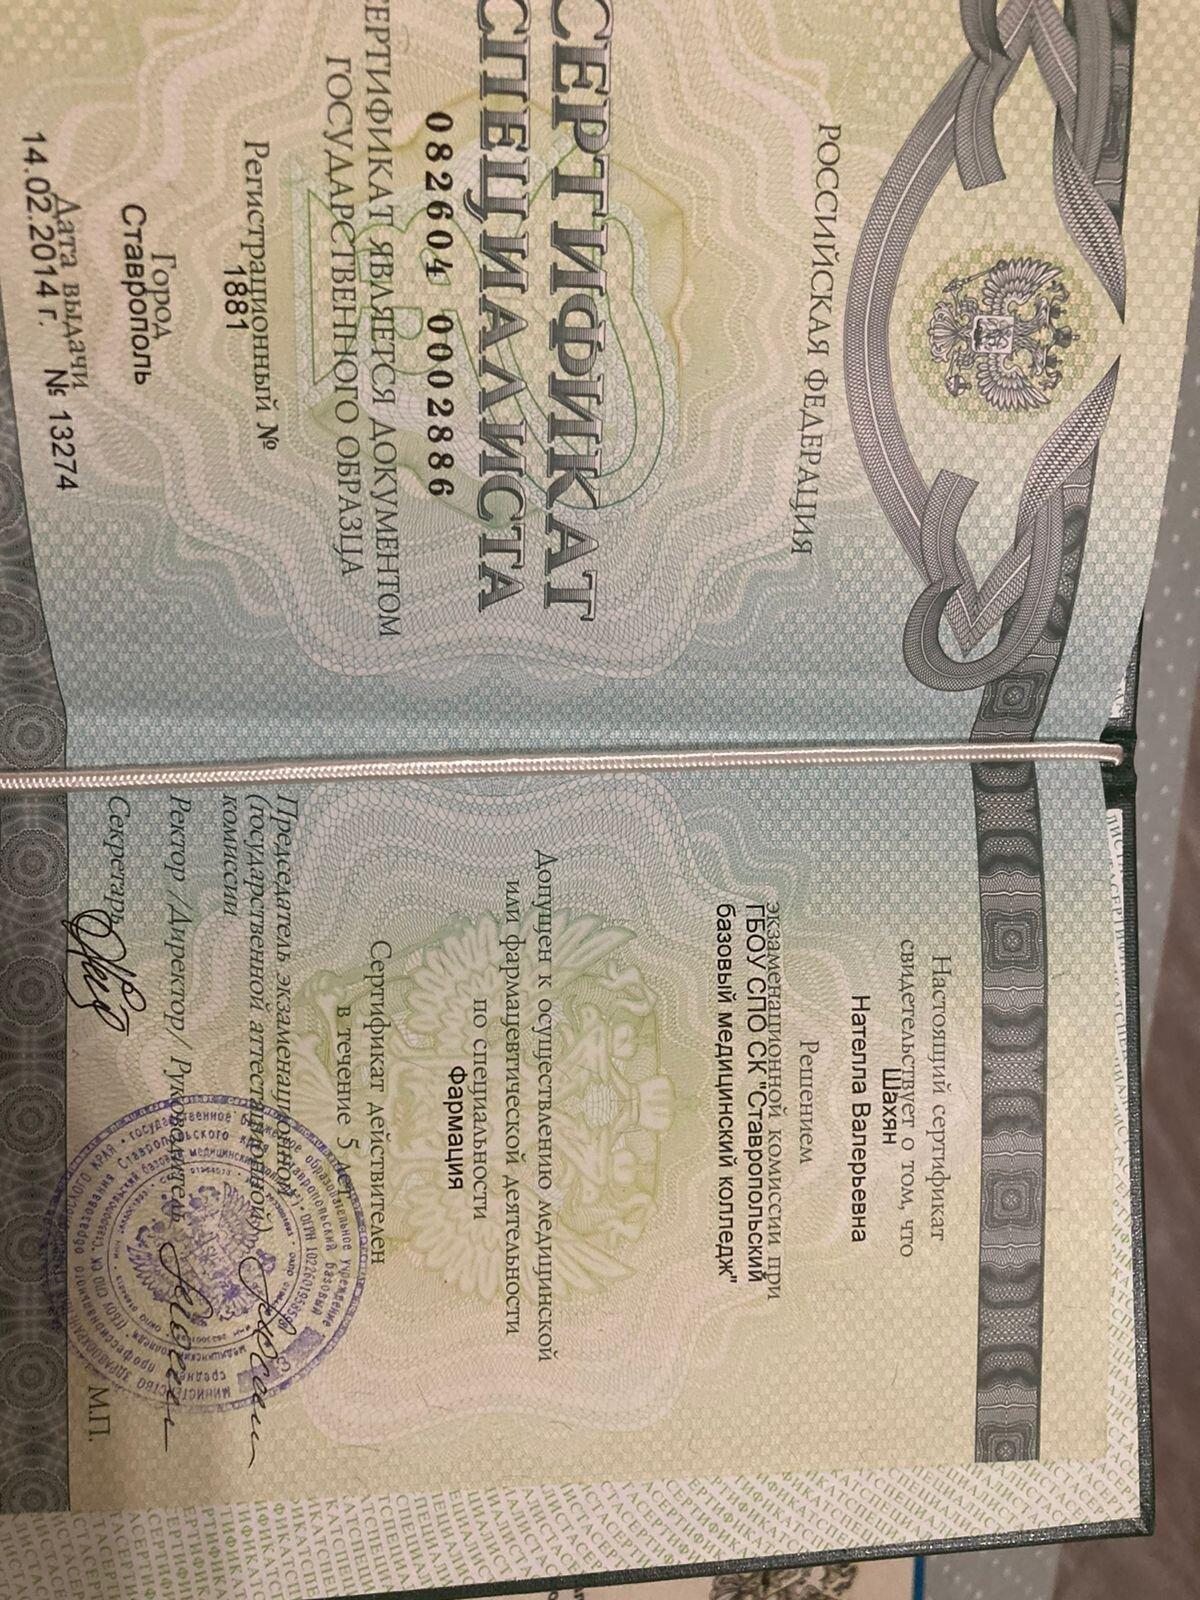 РОССИЙСКАЯ ФЕДЕРАЦИЯ
СЕРТИФИКАТ
СПЕЦИАЛИСТА
082604 0002886
СЕРТИФИКАТ ЯВЛЯЕТСЯ ДОКУМЕНТОМ
ГОСУДАРСТВЕННОГО ОБРАЗЦА
Регистрационный №
1881
Город
Ставрополь
Дата выдачи
14.02.2014 г. № 13274
Настоящий сертификат
свидетельствует о том, что
Шахян
Нателла Валерьевна
Решением
экзаменационной комиссии при
ГБОУ СПО СК "Ставропольский
базовый медицинский колледж"
Допущен к осуществлению медицинской
или фармацевтической деятельности
по специальности
Фармация
Сертификат действителен
в течение 5 лет
Председатель экзаменационной
(государственной аттестационной)
комиссии
Ректор /Директор/ Руководитель
Секретарь
М.П.